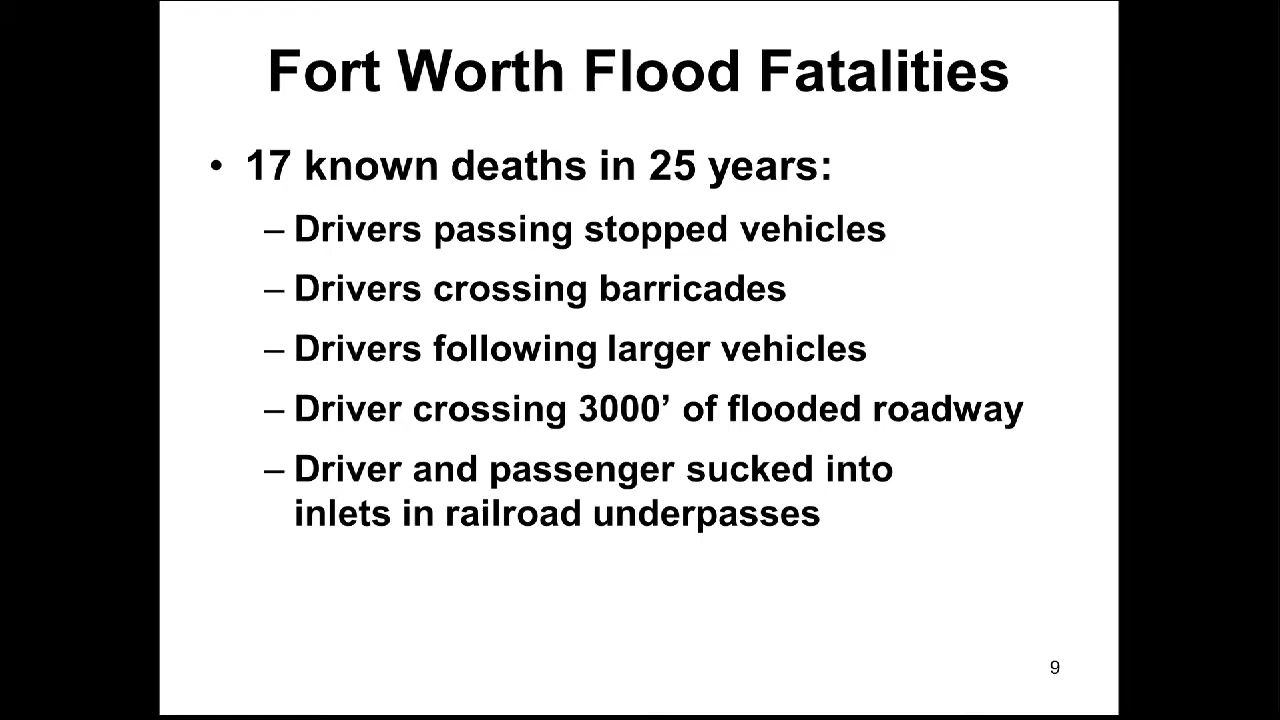 Fort Worth Flood Fatalities
• 17 known deaths in 25 years:
– Drivers passing stopped vehicles
– Drivers crossing barricades
– Drivers following larger vehicles
– Driver crossing 3000’ of flooded roadway
– Driver and passenger sucked into
inlets in railroad underpasses
9